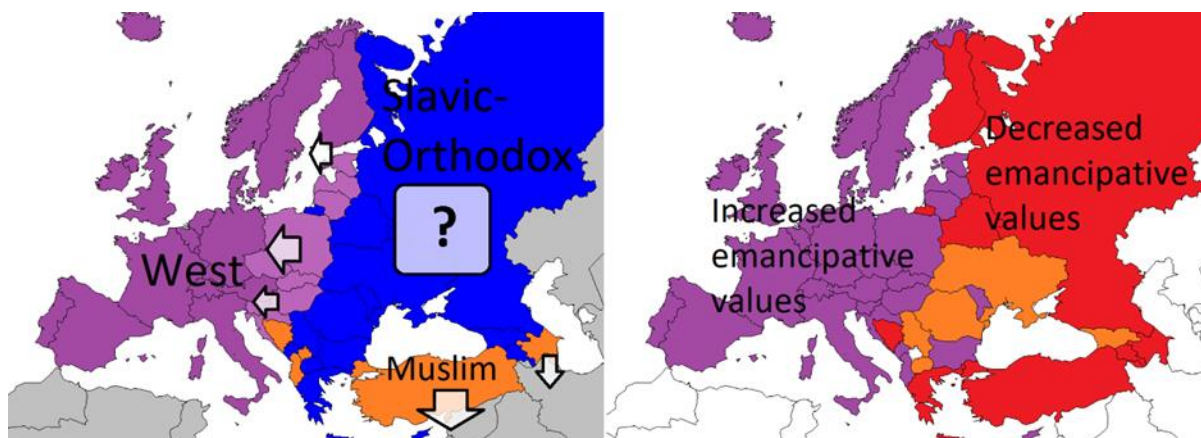 Slavic-
Orthodox
?
West
Muslim
Decreased
emancipative
values
Increased
emancipative
values